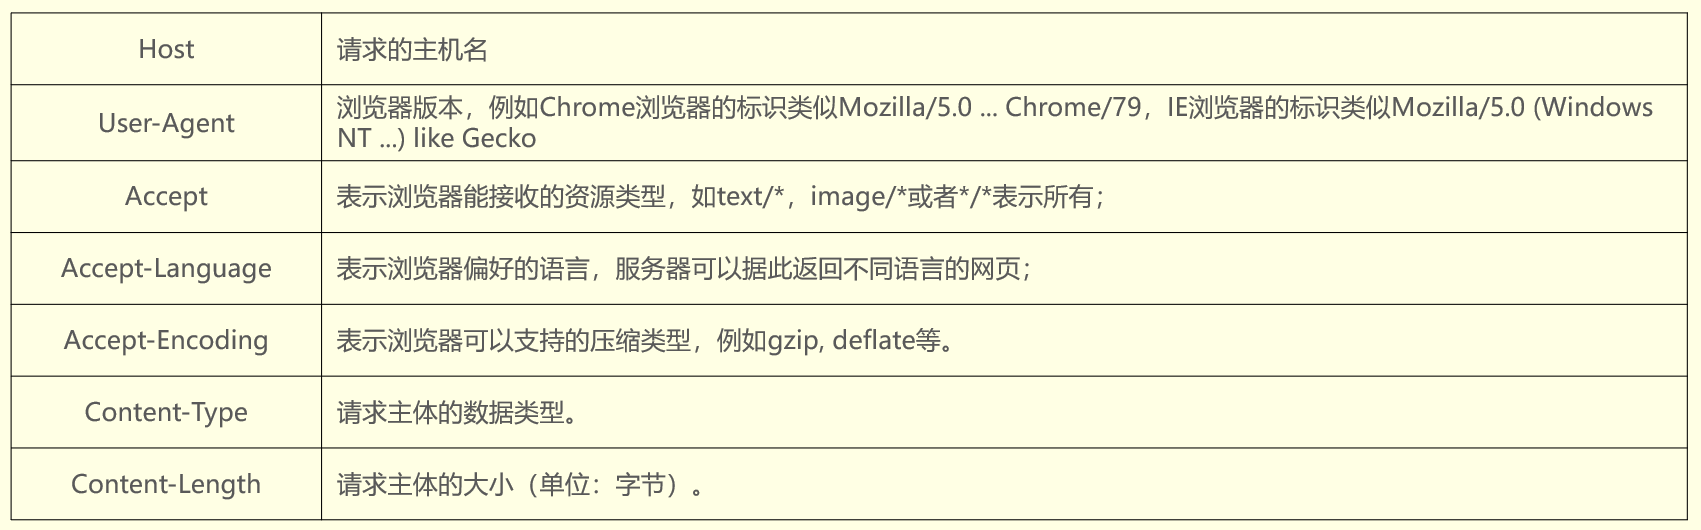 Host
请求的主机名
User-Agent
浏览器版本，例如Chrome浏览器的标识类似Mozilla/5.0 ... Chrome/79，IE浏览器的标识类似Mozilla/5.0 (Windows
NT ...) like Gecko
Accept
表示浏览器能接收的资源类型，如text/*，image/*或者*/*表示所有；
Accept-Language
表示浏览器偏好的语言，服务器可以据此返回不同语言的网页；
Accept-Encoding
表示浏览器可以支持的压缩类型，例如gzip, deflate等。
Content-Type
请求主体的数据类型。
Content-Length
请求主体的大小（单位：字节）。